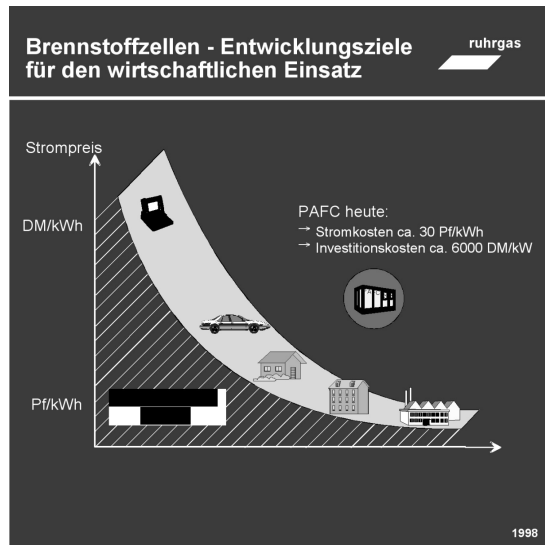 Brennstoffzellen - Entwicklungsziele
für den wirtschaftlichen Einsatz
ruhrgas
Strompreis
DM/kWh
PAFC heute:
→ Stromkosten ca. 30 Pf/kWh
→ Investitionskosten ca. 6000 DM/kW
Pf/kWh
1998